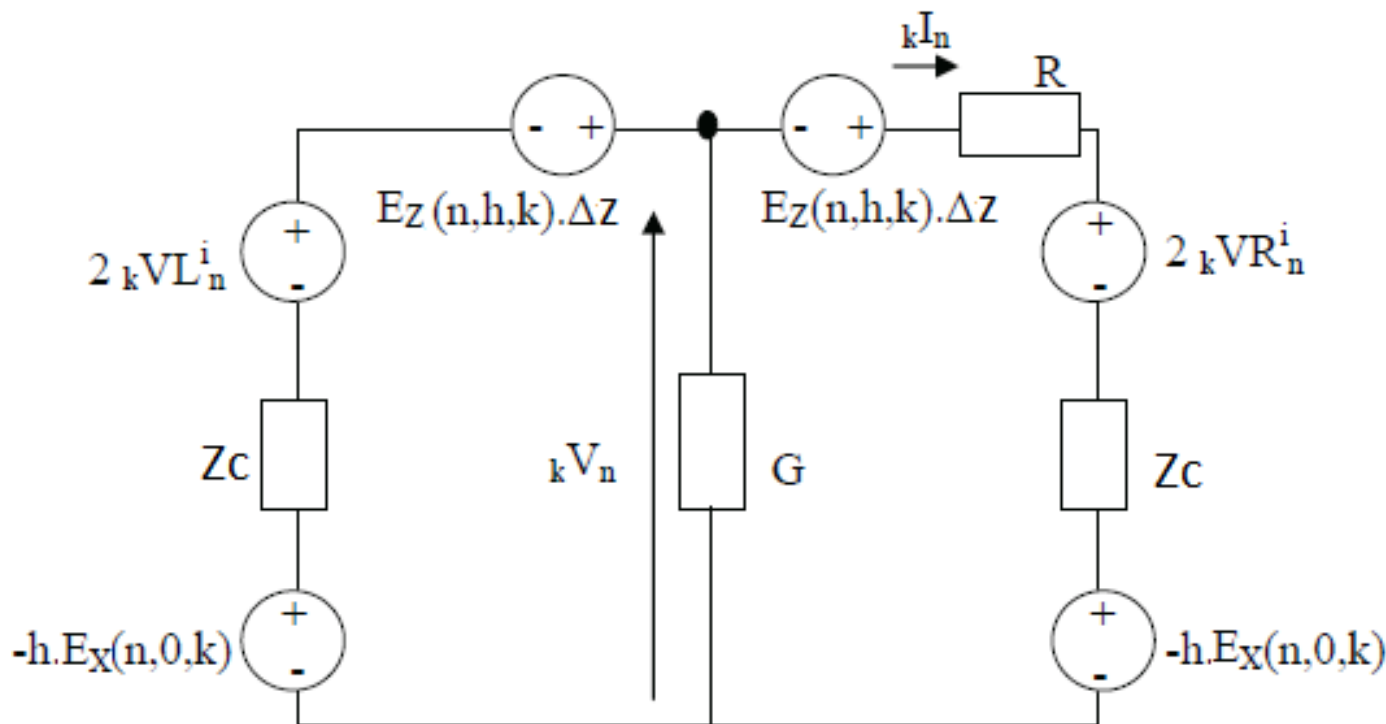 kIn
R
- +
- +
EZ (n,h,k).ΔZ
EZ(n,h,k).Δz
+
2 kVLin
-
+
2 kVRin
-
Zc
kVn
G
Zc
+
-h.EX(n,0,k)
-
+
-h.EX(n,0,k)
-